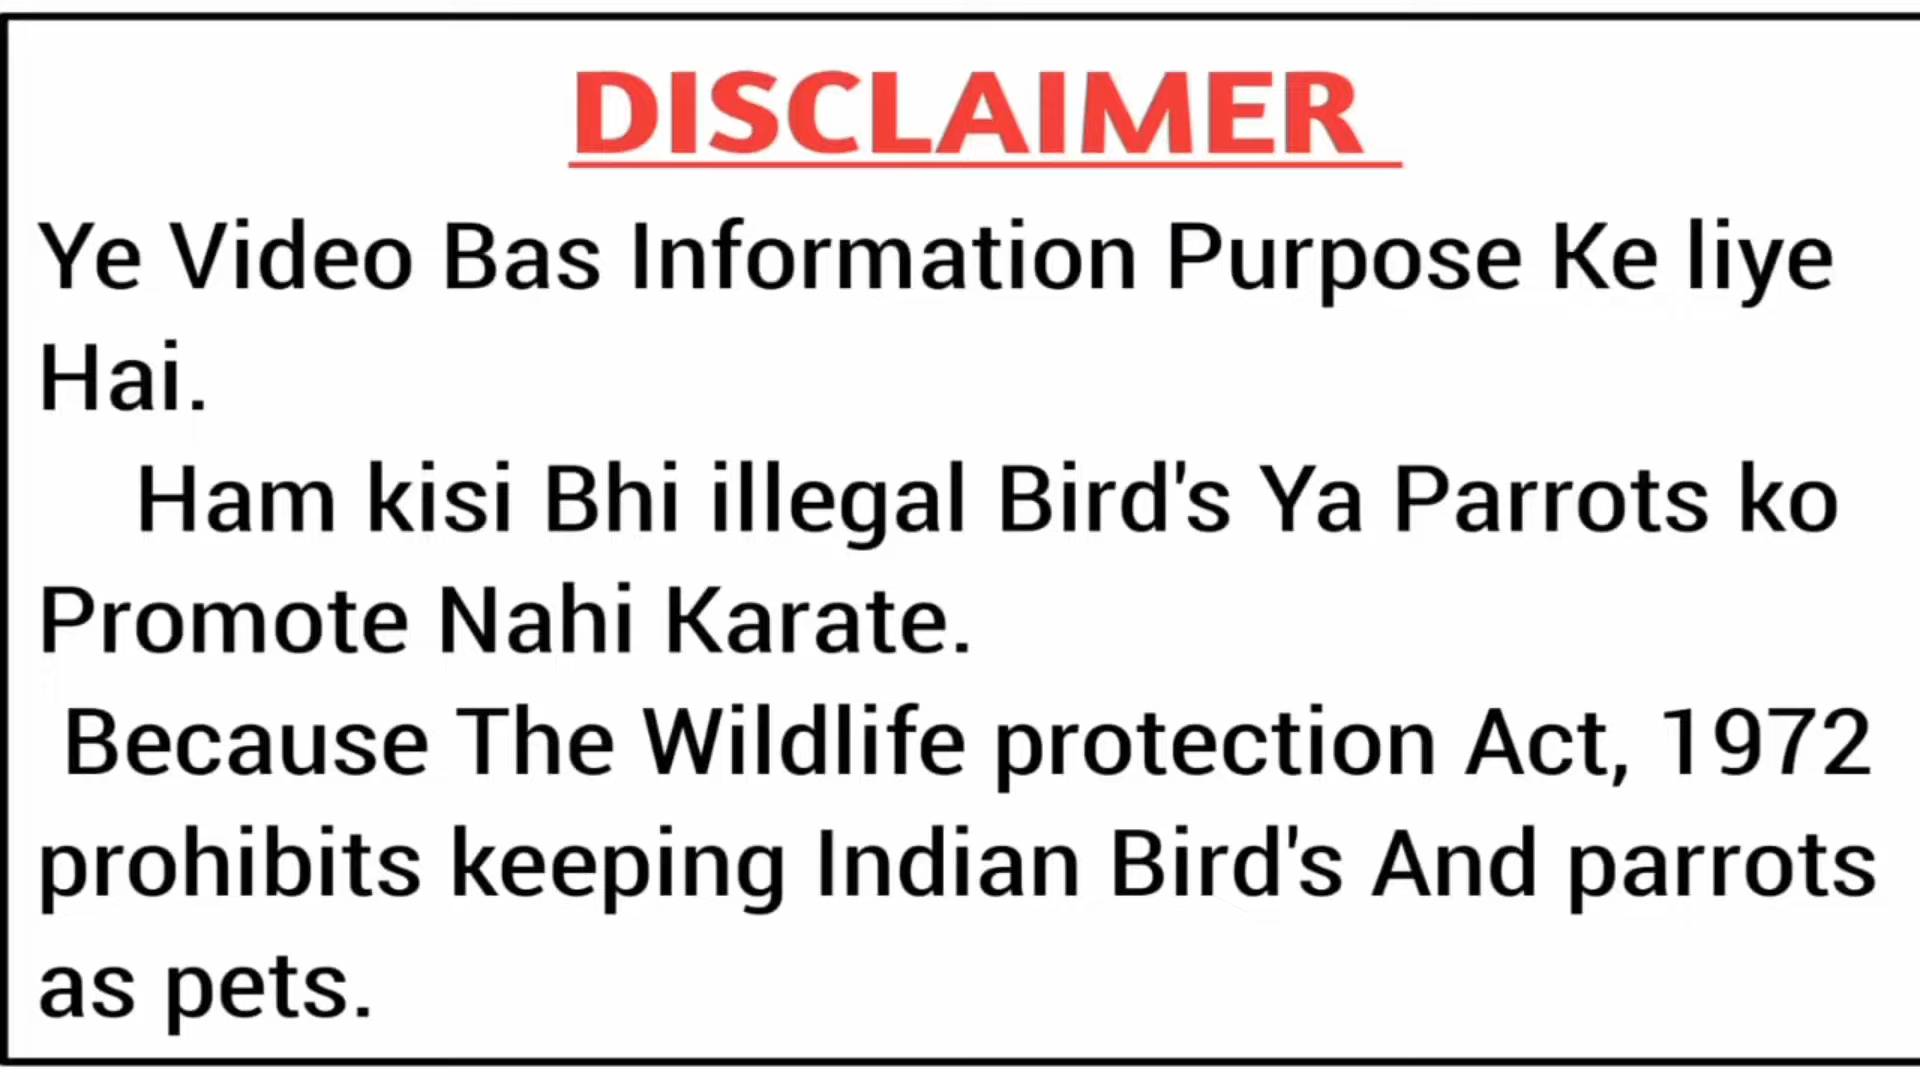 DISCLAIMER
Ye Video Bas Information Purpose Ke liye
Hai.
Ham kisi Bhi illegal Bird's Ya Parrots ko
Promote Nahi Karate.
Because The Wildlife protection Act, 1972
prohibits keeping Indian Bird's And parrots
as pets.